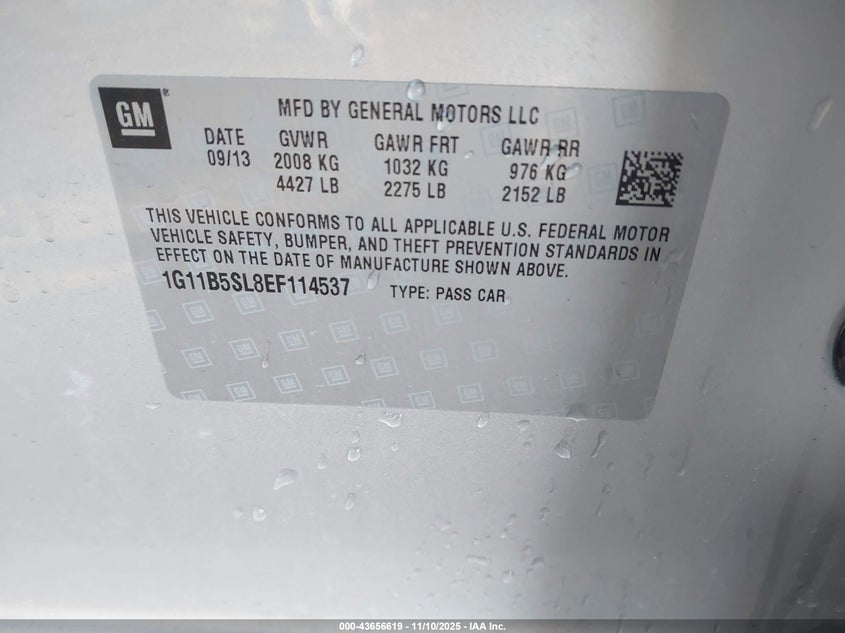 GM®
MFD BY GENERAL MOTORS LLC
DATE GVWR GAWR FRT GAWR RR
09/13 2008 KG 1032 KG 976 KG
4427 LB 2275 LB 2152 LB
THIS VEHICLE CONFORMS TO ALL APPLICABLE U.S. FEDERAL MOTOR
VEHICLE SAFETY, BUMPER, AND THEFT PREVENTION STANDARDS IN
EFFECT ON THE DATE OF MANUFACTURE SHOWN ABOVE.
1G11B5SL8EF114537 TYPE: PASS CAR
000-43656619 - 11/10/2025 - IAA Inc.